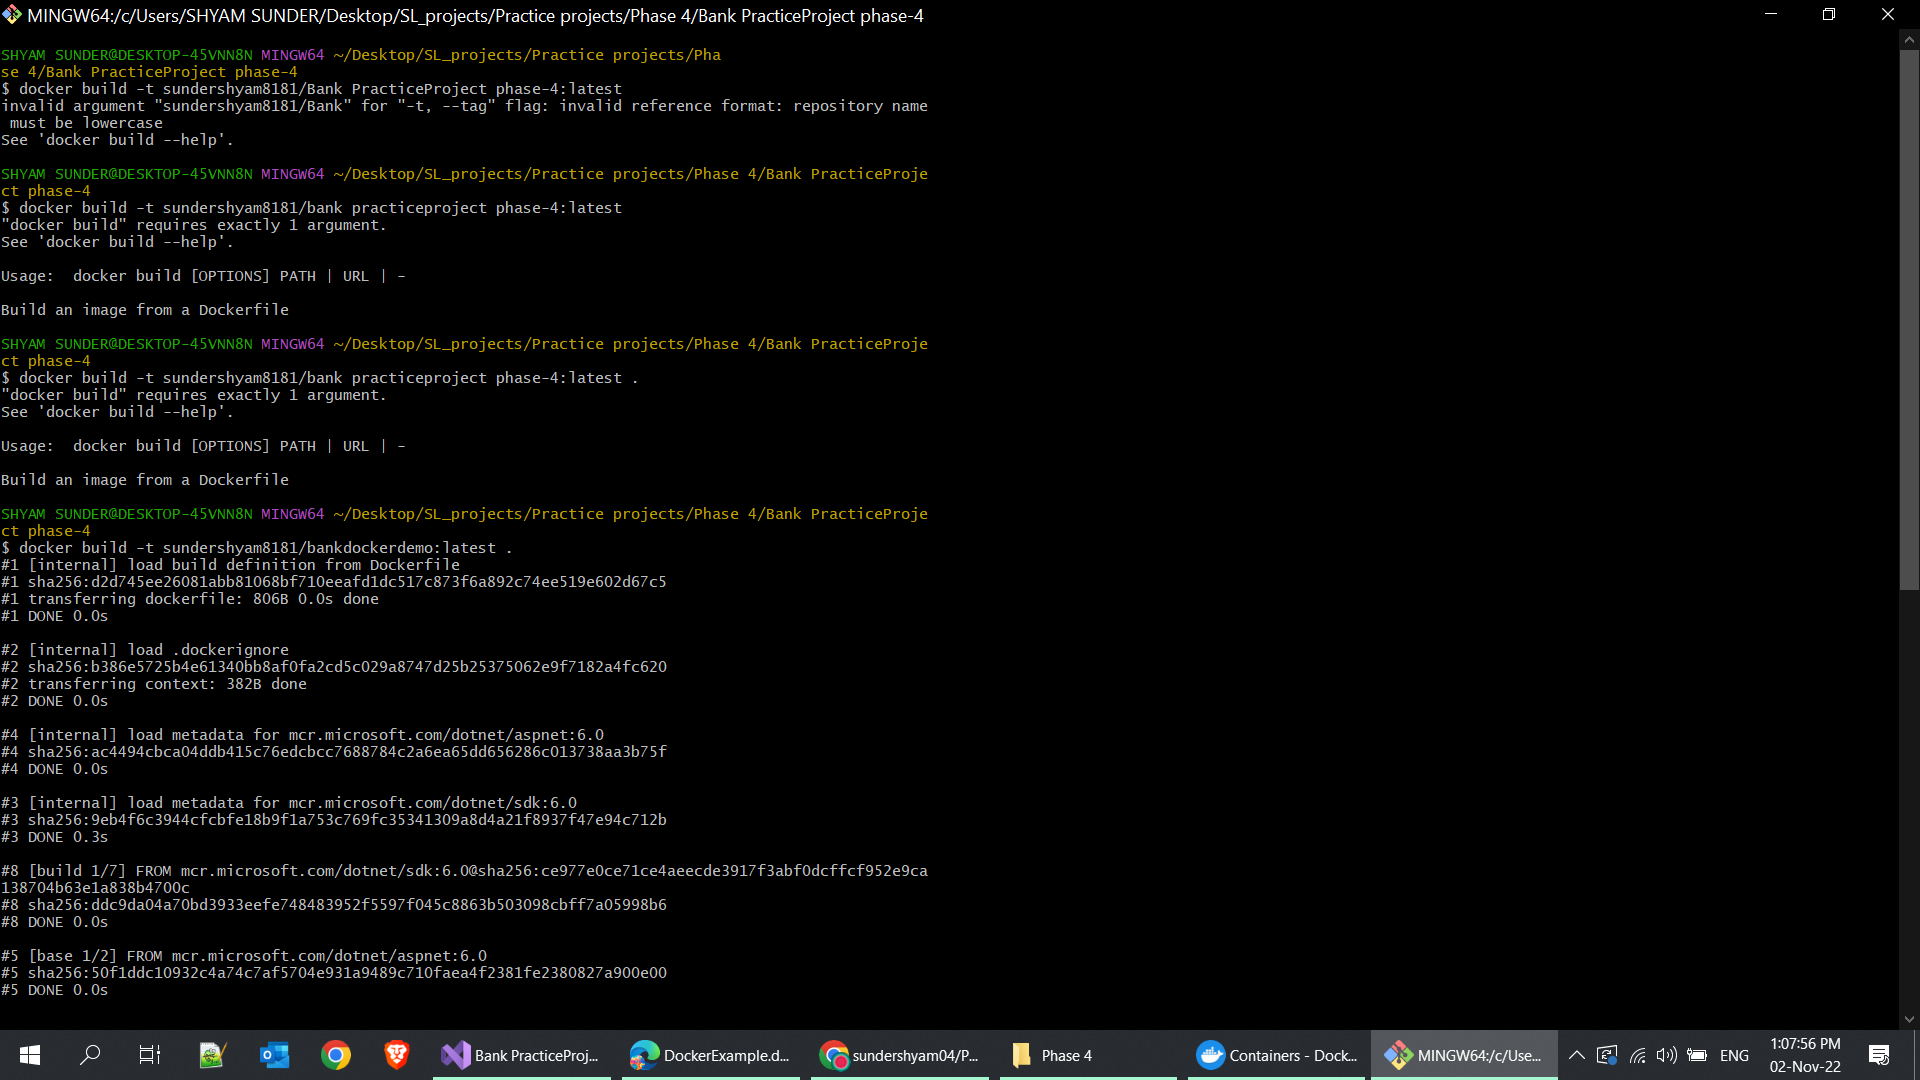 MINGW64:/c/Users/SHYAM SUNDER/Desktop/SL_projects/Practice projects/Phase 4/Bank PracticeProject phase-4
SHYAM SUNDER@DESKTOP-45VNN8N MINGW64 ~/Desktop/SL_projects/Practice projects/Pha
se 4/Bank PracticeProject phase-4
$ docker build -t sundershyam8181/Bank PracticeProject phase-4:latest
invalid argument "sundershyam8181/Bank" for "-t, --tag" flag: invalid reference format: repository name
must be lowercase
See 'docker build --help'.
SHYAM SUNDER@DESKTOP-45VNN8N MINGW64 ~/Desktop/SL_projects/Practice projects/Phase 4/Bank PracticeProje
ct phase-4
$ docker build -t sundershyam8181/bank practiceproject phase-4:latest
"docker build" requires exactly 1 argument.
See 'docker build --help'.
Usage:  docker build [OPTIONS] PATH | URL | -
Build an image from a Dockerfile
SHYAM SUNDER@DESKTOP-45VNN8N MINGW64 ~/Desktop/SL_projects/Practice projects/Phase 4/Bank PracticeProje
ct phase-4
$ docker build -t sundershyam8181/bank practiceproject phase-4:latest .
"docker build" requires exactly 1 argument.
See 'docker build --help'.
Usage:  docker build [OPTIONS] PATH | URL | -
Build an image from a Dockerfile
SHYAM SUNDER@DESKTOP-45VNN8N MINGW64 ~/Desktop/SL_projects/Practice projects/Phase 4/Bank PracticeProje
ct phase-4
$ docker build -t sundershyam8181/bankdockerdemo:latest .
#1 [internal] load build definition from Dockerfile
#1 sha256:d2d745ee26081abb81068bf710eeafd1dc517c873f6a892c74ee519e602d67c5
#1 transferring dockerfile: 806B 0.0s done
#1 DONE 0.0s
#2 [internal] load .dockerignore
#2 sha256:b386e5725b4e61340bb8af0fa2cd5c029a8747d25b25375062e9f7182a4fc620
#2 transferring context: 382B done
#2 DONE 0.0s
#4 [internal] load metadata for mcr.microsoft.com/dotnet/aspnet:6.0
#4 sha256:ac4494cbca04ddb415c76edcbcc7688784c2a6ea65dd656286c013738aa3b75f
#4 DONE 0.0s
#3 [internal] load metadata for mcr.microsoft.com/dotnet/sdk:6.0
#3 sha256:9eb4f6c3944cfcbfe18b9f1a753c769fc35341309a8d4a21f8937f47e94c712b
#3 DONE 0.3s
#8 [build 1/7] FROM mcr.microsoft.com/dotnet/sdk:6.0@sha256:ce977e0ce71ce4aeecde3917f3abf0dcffcf952e9ca
138704b63e1a838b4700c
#8 sha256:ddc9da04a70bd3933eefe748483952f5597f045c8863b503098cbff7a05998b6
#8 DONE 0.0s
#5 [base 1/2] FROM mcr.microsoft.com/dotnet/aspnet:6.0
#5 sha256:50f1ddc10932c4a74c7af5704e931a9489c710faea4f2381fe2380827a900e00
#5 DONE 0.0s
Bank PracticeProj...
DockerExample.d...
sundershyam04/P...
Phase 4
Containers - Dock...
MINGW64:/c/Use...
ENG
1:07:56 PM
02-Nov-22